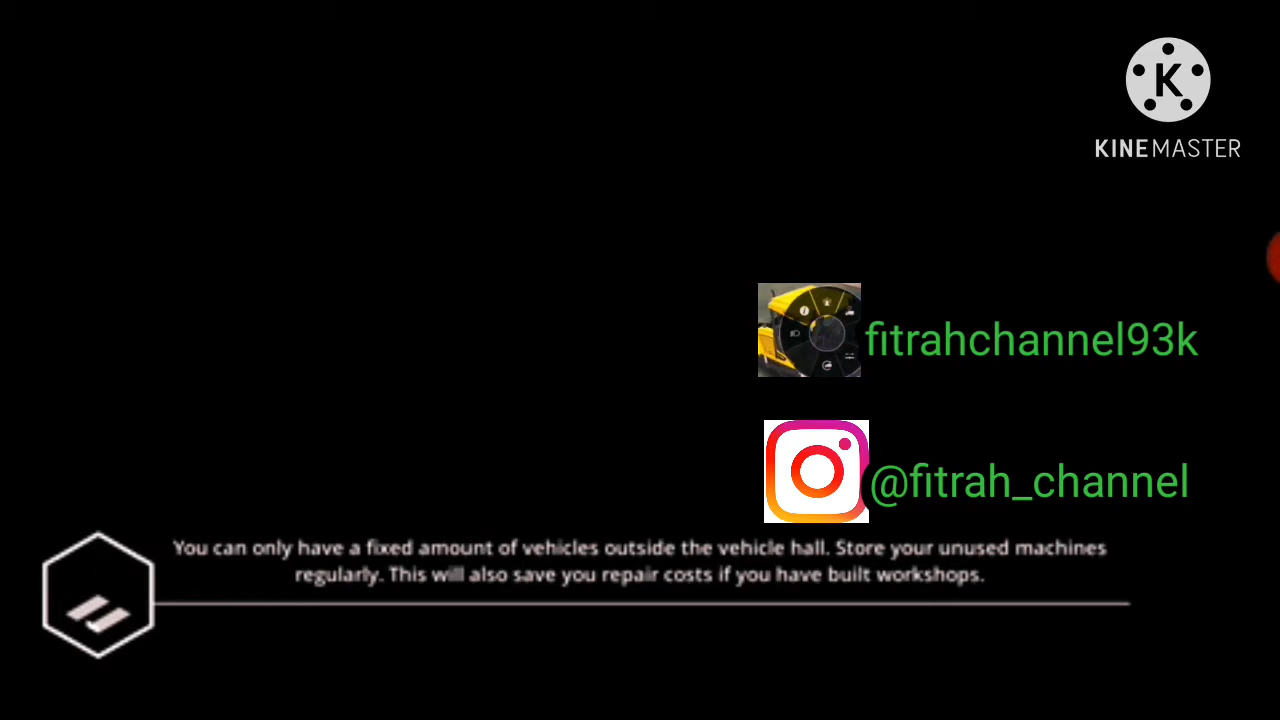 K
KINEMASTER
fitrahchannel93k
@fitrah_channel
You can only have a fixed amount of vehicles outside the vehicle hall. Store your unused machines
regularly. This will also save you repair costs if you have built workshops.